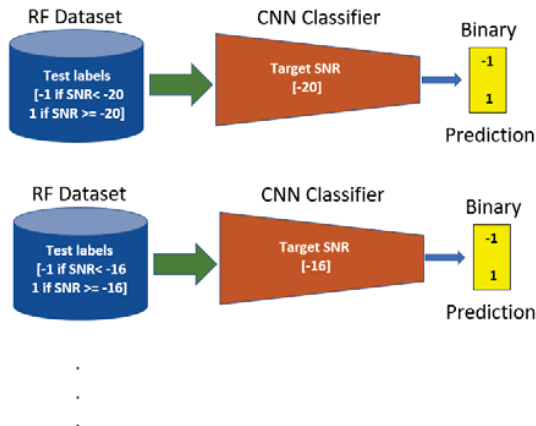 RF Dataset
CNN Classifier
Binary
Test labels
[-1 if SNR< -20
1 if SNR >= -20]
Target SNR
[-20]
-1
1
Prediction
RF Dataset
CNN Classifier
Binary
Test labels
[-1 if SNR< -16
1 if SNR >= -16]
Target SNR
[-16]
-1
1
Prediction
.
.
.